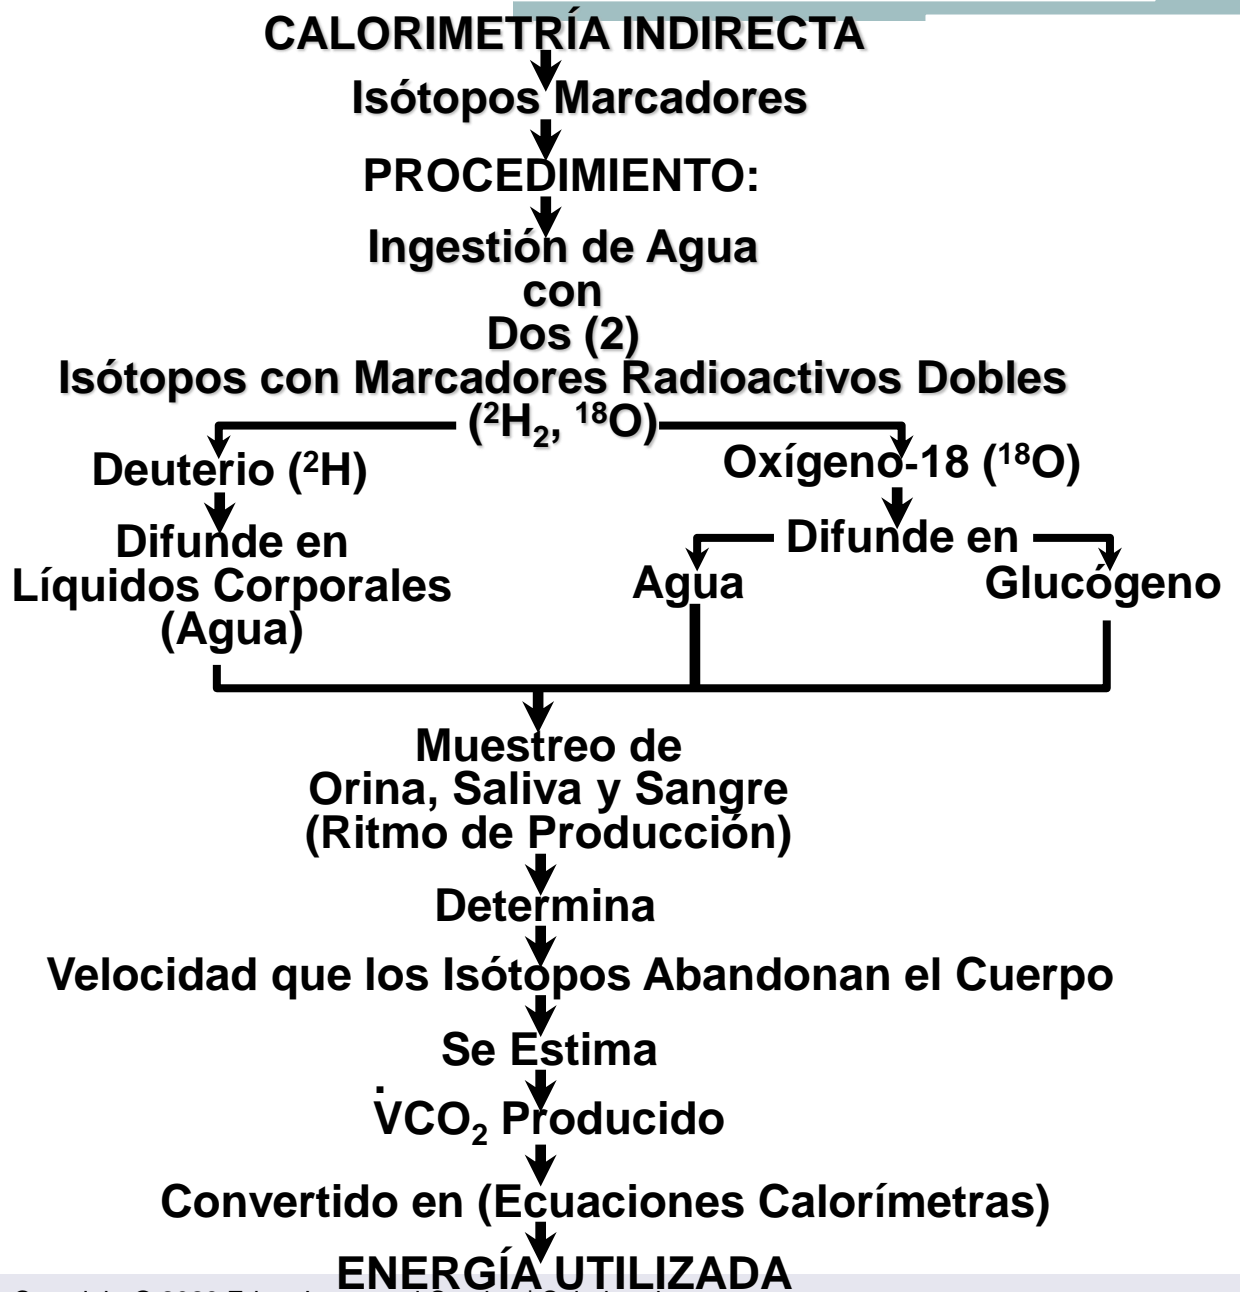 CALORIMETRÍA INDIRECTA
Isótopos Marcadores
PROCEDIMIENTO:
Ingestión de Agua
con
Dos (2)
Isótopos con Marcadores Radioactivos Dobles
(²H₂, ¹⁸O)
Deuterio (²H)
Oxígeno-18 (¹⁸O)
Difunde en
Líquidos Corporales
(Agua)
Difunde en
Agua
Glucógeno
Muestreo de
Orina, Saliva y Sangre
(Ritmo de Producción)
Determina
Velocidad que los Isótopos Abandonan el Cuerpo
Se Estima
V̇CO₂ Producido
Convertido en (Ecuaciones Calorímetras)
ENERGÍA UTILIZADA